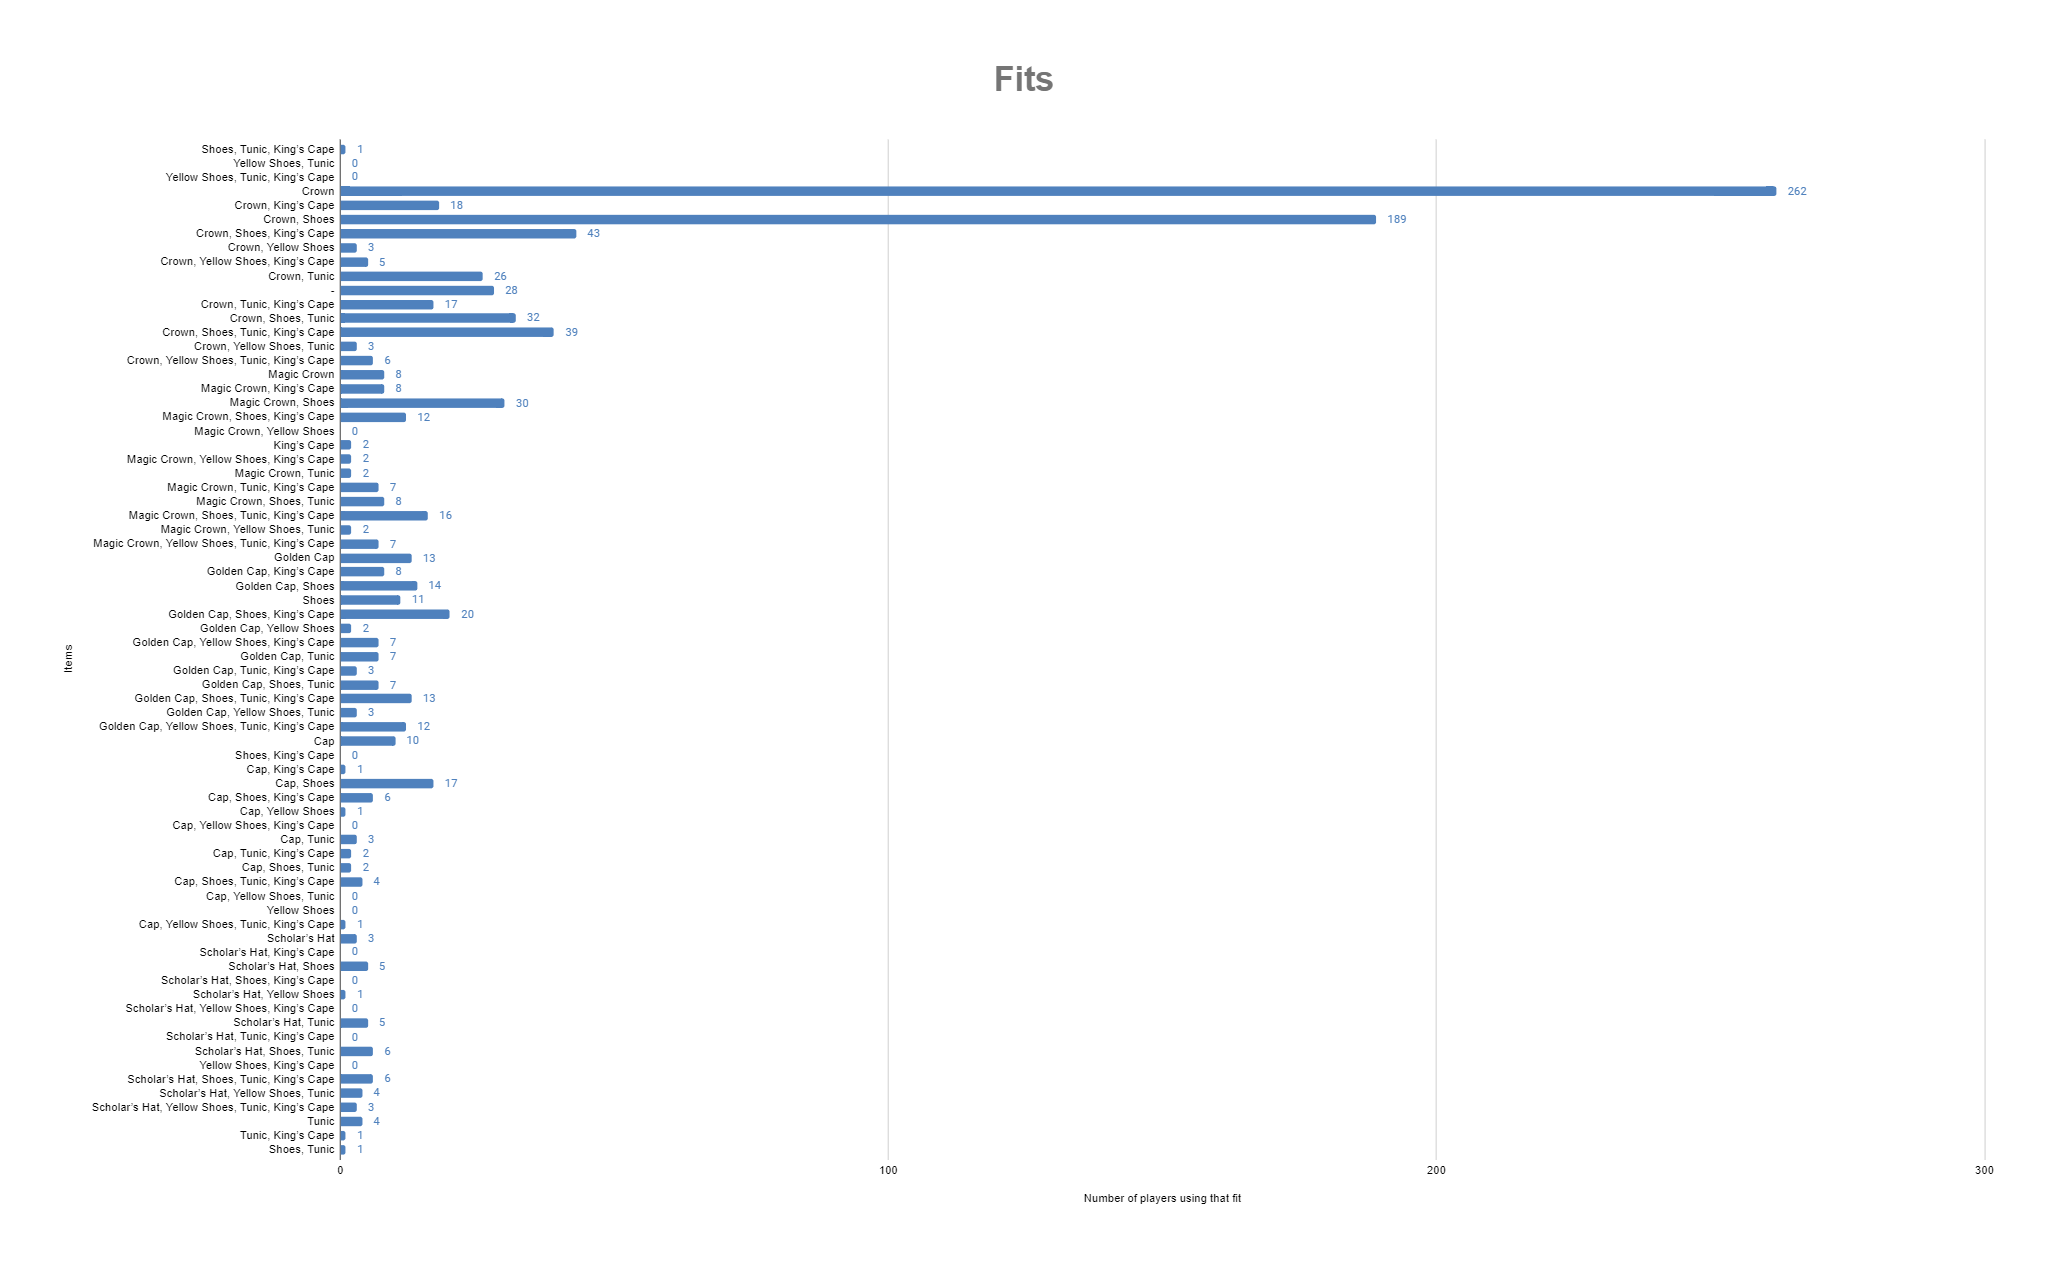 Fits
Shoes, Tunic, King's Cape 1
Yellow Shoes, Tunic 0
Yellow Shoes, Tunic, King's Cape 0
Crown 262
Crown, King's Cape 18
Crown, Shoes 189
Crown, Shoes, King's Cape 43
Crown, Yellow Shoes 3
Crown, Yellow Shoes, King's Cape 5
Crown, Tunic 26
- 28
Crown, Tunic, King's Cape 17
Crown, Shoes, Tunic 32
Crown, Shoes, Tunic, King's Cape 39
Crown, Yellow Shoes, Tunic 3
Crown, Yellow Shoes, Tunic, King's Cape 6
Magic Crown 8
Magic Crown, King's Cape 8
Magic Crown, Shoes 30
Magic Crown, Shoes, King's Cape 12
Magic Crown, Yellow Shoes 0
King's Cape 2
Magic Crown, Yellow Shoes, King's Cape 2
Magic Crown, Tunic 2
Magic Crown, Tunic, King's Cape 7
Magic Crown, Shoes, Tunic 8
Magic Crown, Shoes, Tunic, King's Cape 16
Magic Crown, Yellow Shoes, Tunic 2
Magic Crown, Yellow Shoes, Tunic, King's Cape 7
Golden Cap 13
Golden Cap, King's Cape 8
Golden Cap, Shoes 14
Shoes 11
Golden Cap, Shoes, King's Cape 20
Golden Cap, Yellow Shoes 2
Golden Cap, Yellow Shoes, King's Cape 7
Golden Cap, Tunic 7
Golden Cap, Tunic, King's Cape 3
Golden Cap, Shoes, Tunic 7
Golden Cap, Shoes, Tunic, King's Cape 13
Golden Cap, Yellow Shoes, Tunic 3
Golden Cap, Yellow Shoes, Tunic, King's Cape 12
Cap 10
Shoes, King's Cape 0
Cap, King's Cape 1
Cap, Shoes 17
Cap, Shoes, King's Cape 6
Cap, Yellow Shoes 1
Cap, Yellow Shoes, King's Cape 0
Cap, Tunic 3
Cap, Tunic, King's Cape 2
Cap, Shoes, Tunic 2
Cap, Shoes, Tunic, King's Cape 4
Cap, Yellow Shoes, Tunic 0
Yellow Shoes 0
Cap, Yellow Shoes, Tunic, King's Cape 1
Scholar's Hat 3
Scholar's Hat, King's Cape 0
Scholar's Hat, Shoes 5
Scholar's Hat, Shoes, King's Cape 0
Scholar's Hat, Yellow Shoes 1
Scholar's Hat, Yellow Shoes, King's Cape 0
Scholar's Hat, Tunic 5
Scholar's Hat, Tunic, King's Cape 0
Scholar's Hat, Shoes, Tunic 6
Yellow Shoes, King's Cape 0
Scholar's Hat, Shoes, Tunic, King's Cape 6
Scholar's Hat, Yellow Shoes, Tunic 4
Scholar's Hat, Yellow Shoes, Tunic, King's Cape 3
Tunic 4
Tunic, King's Cape 1
Shoes, Tunic 1
Items
0 100 200 300
Number of players using that fit